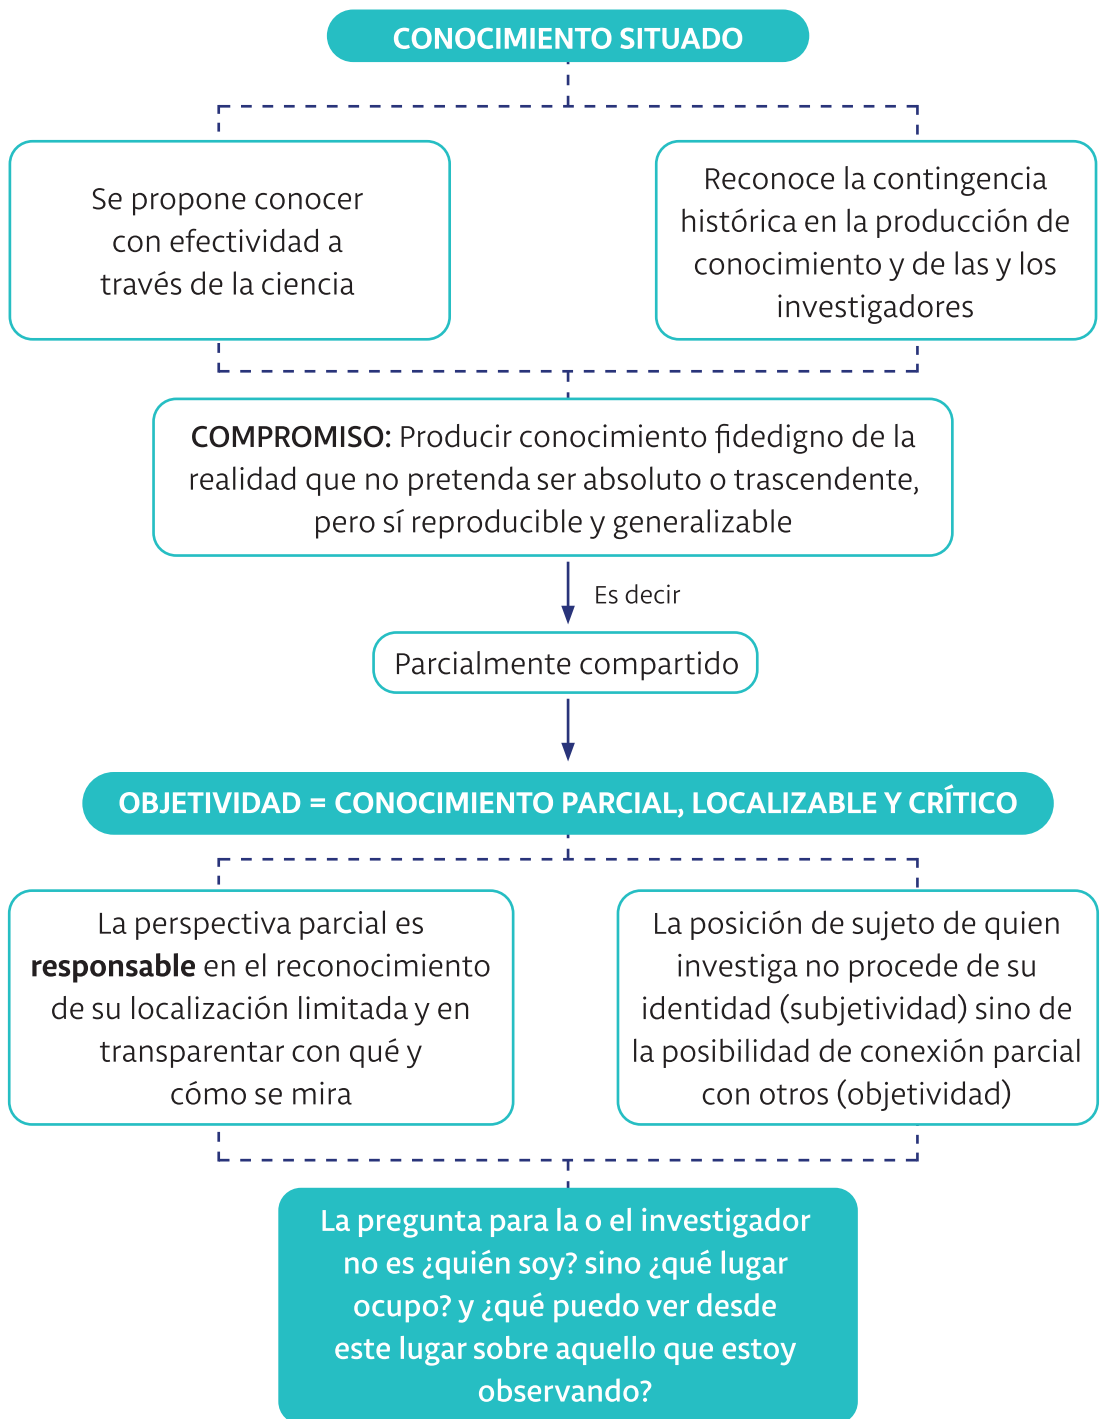 CONOCIMIENTO SITUADO
Se propone conocer
con efectividad a
través de la ciencia
Reconoce la contingencia
histórica en la producción de
conocimiento y de las y los
investigadores
COMPROMISO: Producir conocimiento fidedigno de la
realidad que no pretenda ser absoluto o trascendente,
pero sí reproducible y generalizable
Es decir
Parcialmente compartido
OBJETIVIDAD = CONOCIMIENTO PARCIAL, LOCALIZABLE Y CRÍTICO
La perspectiva parcial es
responsable en el reconocimiento
de su localización limitada y en
transparentar con qué y
cómo se mira
La posición de sujeto de quien
investiga no procede de su
identidad (subjetividad) sino de
la posibilidad de conexión parcial
con otros (objetividad)
La pregunta para la o el investigador
no es ¿quién soy? sino ¿qué lugar
ocupo? y ¿qué puedo ver desde
este lugar sobre aquello que estoy
observando?